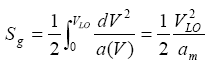 S_g = \frac{1}{2} \int_0^{V_{LO}} \frac{dV^2}{a(V)} = \frac{1}{2} \frac{V_{LO}^2}{a_m}